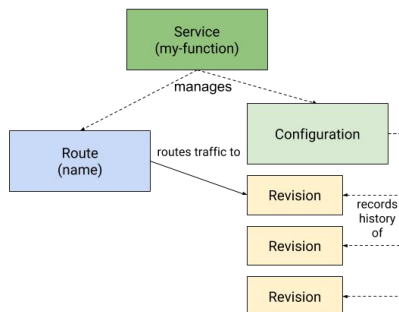 Service
(my-function)
manages
Route
(name)
routes traffic to
Configuration
Revision
records
history
of
Revision
Revision